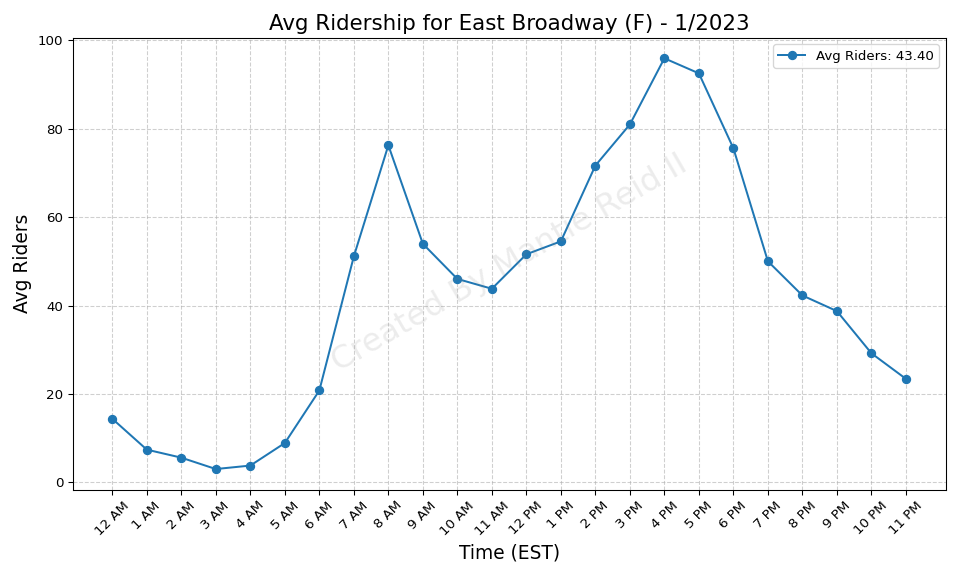 Avg Ridership for East Broadway (F) - 1/2023
Avg Riders: 43.40
100
80
60
40
20
0
Avg Riders
Created By Mantie Reid II
12 AM
1 AM
2 AM
3 AM
4 AM
5 AM
6 AM
7 AM
8 AM
9 AM
10 AM
11 AM
12 PM
1 PM
2 PM
3 PM
4 PM
5 PM
6 PM
7 PM
8 PM
9 PM
10 PM
11 PM
Time (EST)